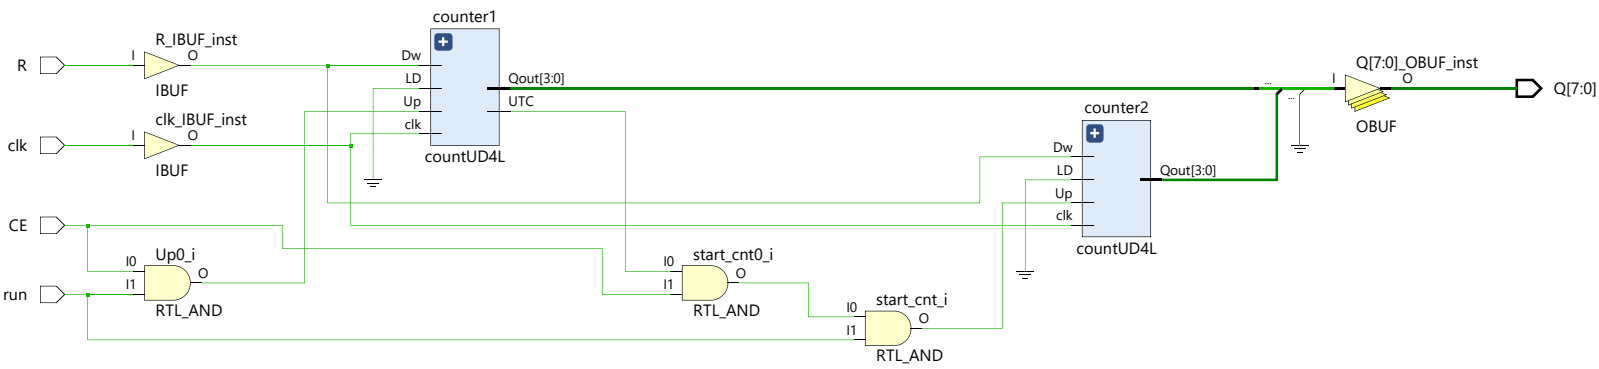 counter1
R_IBUF_inst
R
I
O
IBUF
Dw
LD
Up
clk
Qout[3:0]
UTC
countUD4L
clk_IBUF_inst
clk
I
O
IBUF
...
...
Q[7:0]_OBUF_inst
I
O
OBUF
Q[7:0]
counter2
Dw
LD
Up
clk
Qout[3:0]
countUD4L
CE
run
Up0_i
I0
I1
O
RTL_AND
start_cnt0_i
I0
I1
O
RTL_AND
start_cnt_i
I0
I1
O
RTL_AND